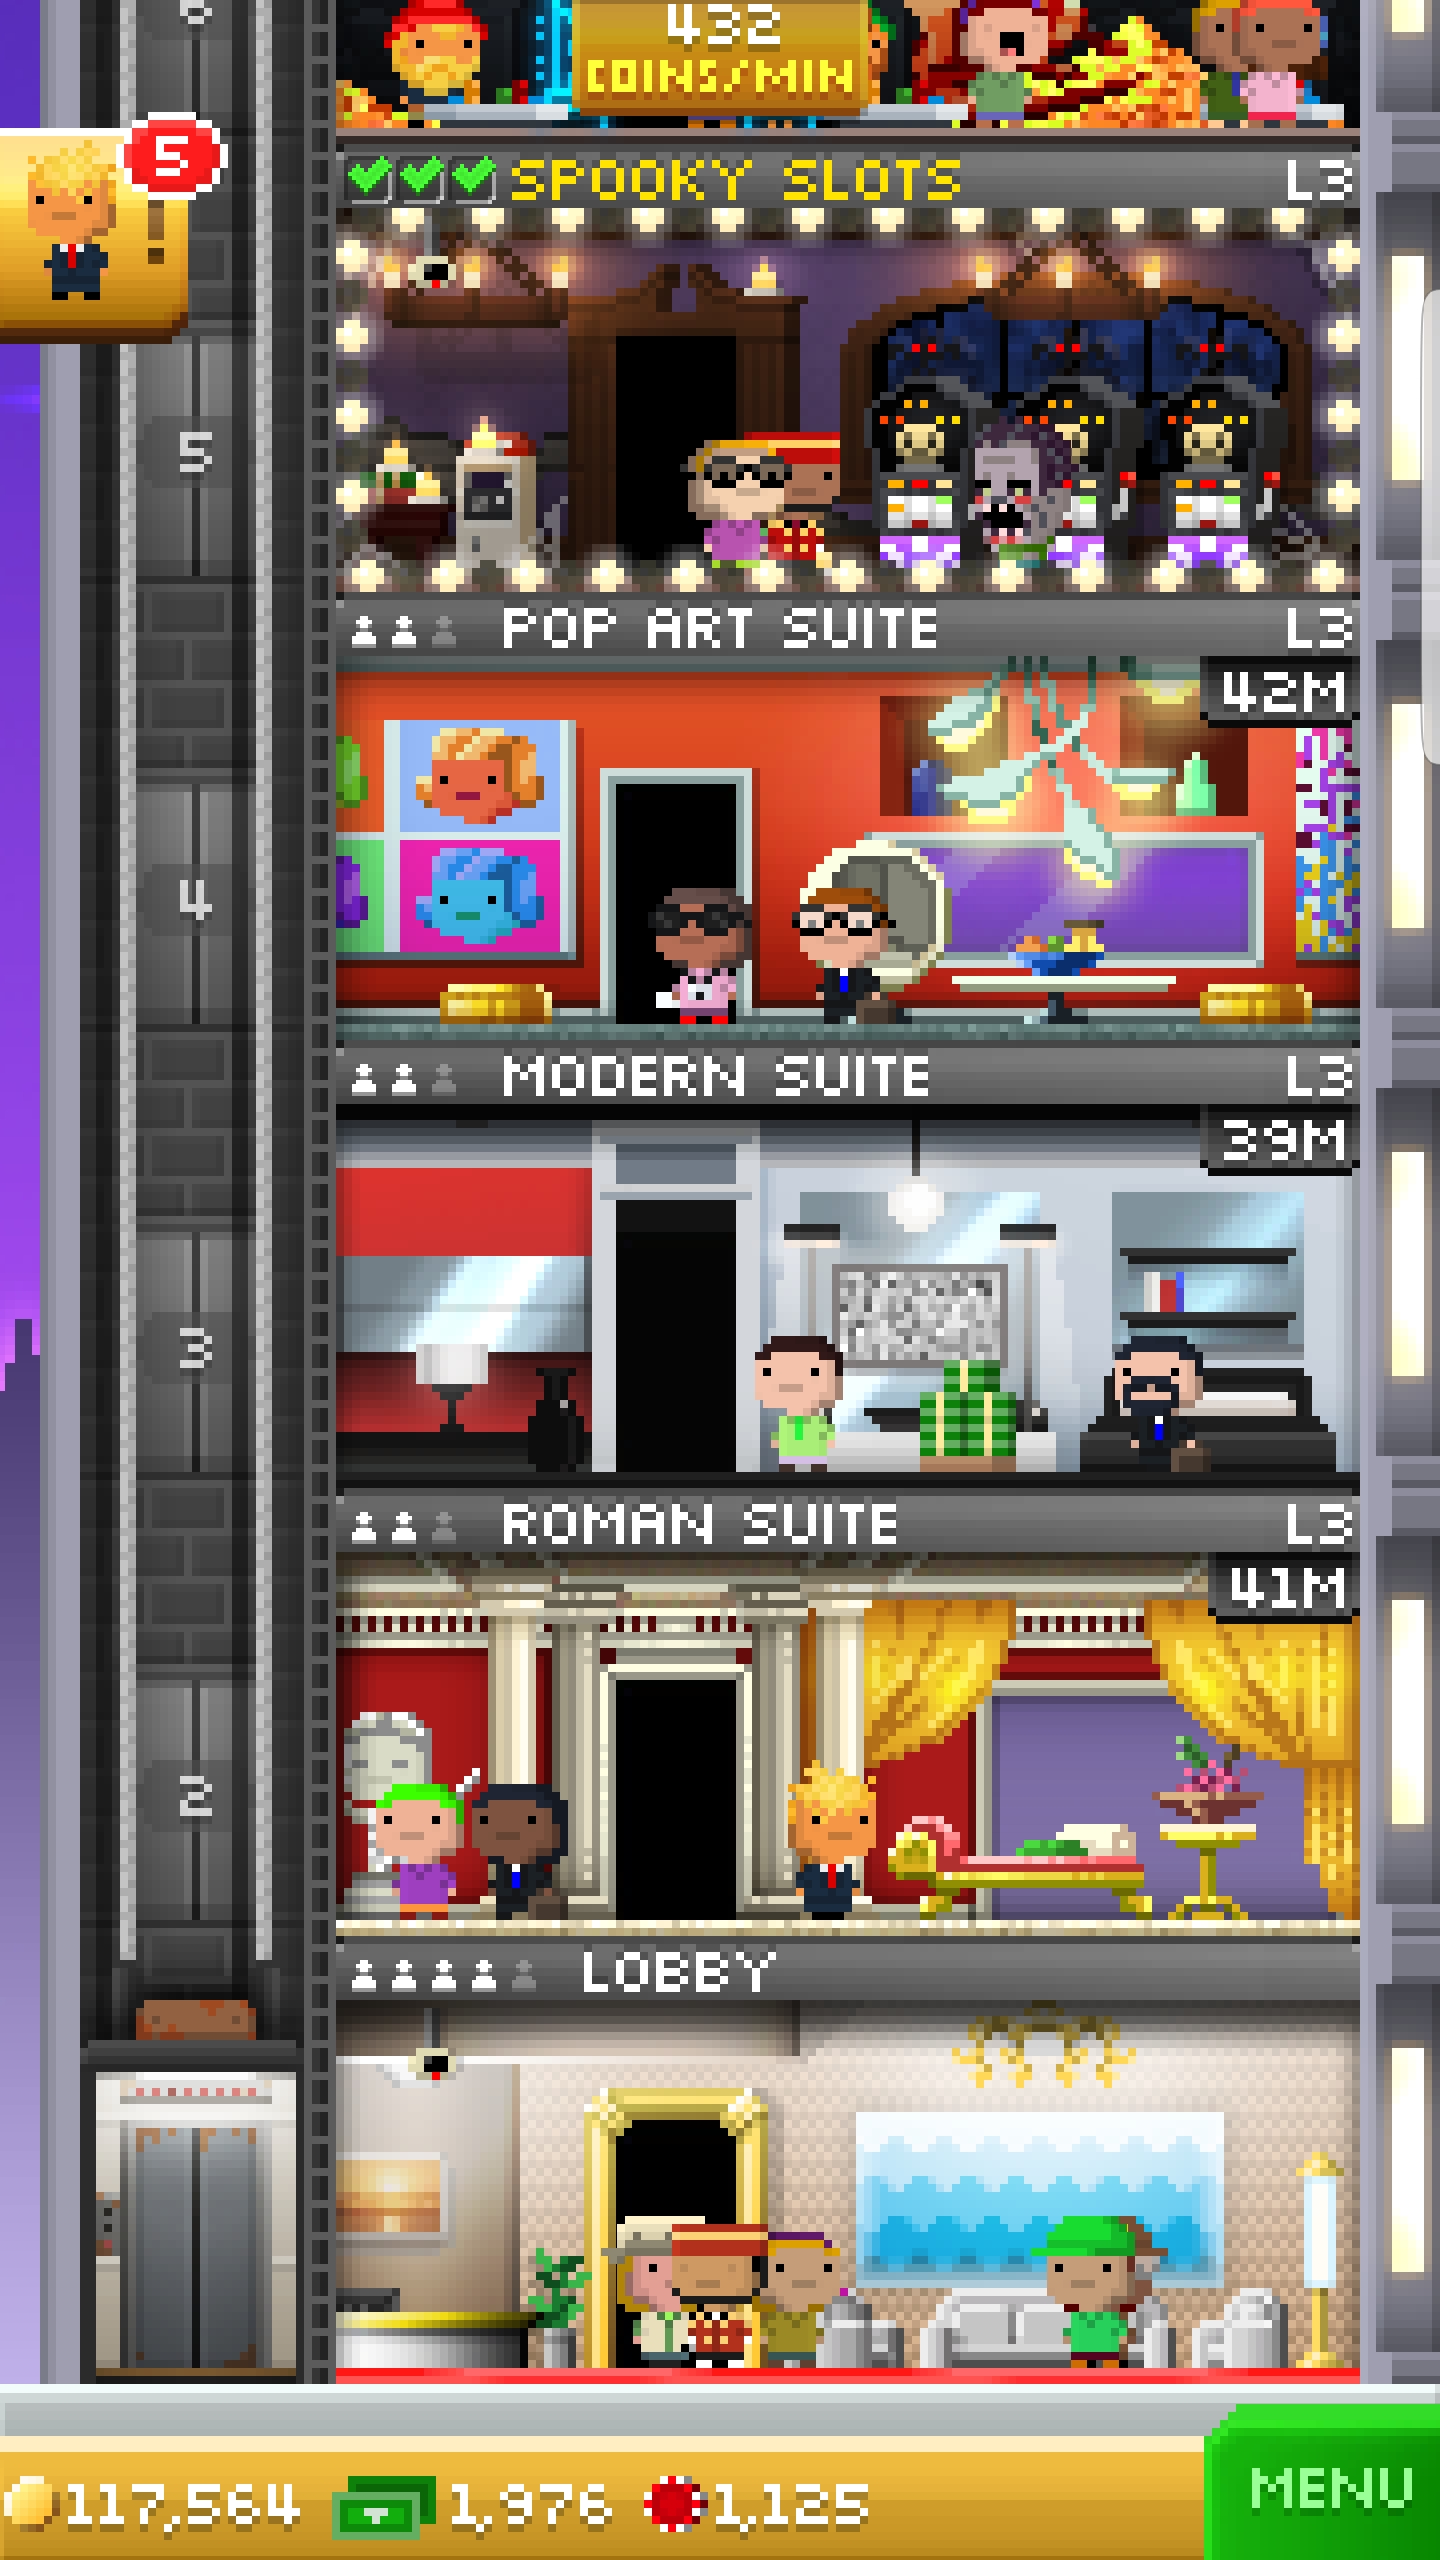 432
COINS/MIN
5
!
SPOOKY SLOTS L3
5
POP ART SUITE L3
42M
4
MODERN SUITE L3
39M
3
ROMAN SUITE L3
41M
2
LOBBY
117,564 1,976 1,125
MENU